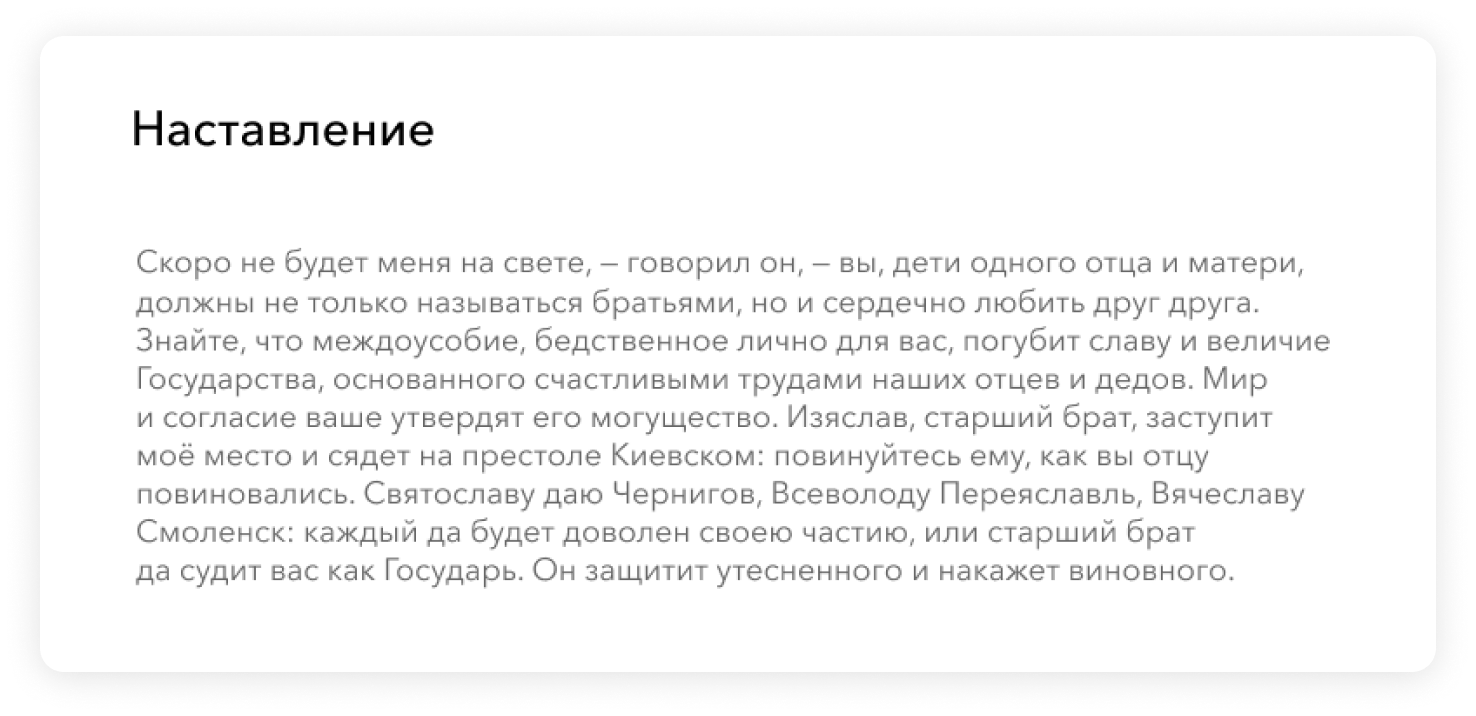 Наставление
Скоро не будет меня на свете, – говорил он, – вы, дети одного отца и матери,
должны не только называться братьями, но и сердечно любить друг друга.
Знайте, что междоусобие, бедственное лично для вас, погубит славу и величие
Государства, основанного счастливыми трудами наших отцев и дедов. Мир
и согласие ваше утвердят его могущество. Изяслав, старший брат, заступит
моё место и сядет на престоле Киевском: повинуйтесь ему, как вы отцу
повиновались. Святославу даю Чернигов, Всеволоду Переяславль, Вячеславу
Смоленск: каждый да будет доволен своею частию, или старший брат
да судит вас как Государь. Он защитит утесненного и накажет виновного.